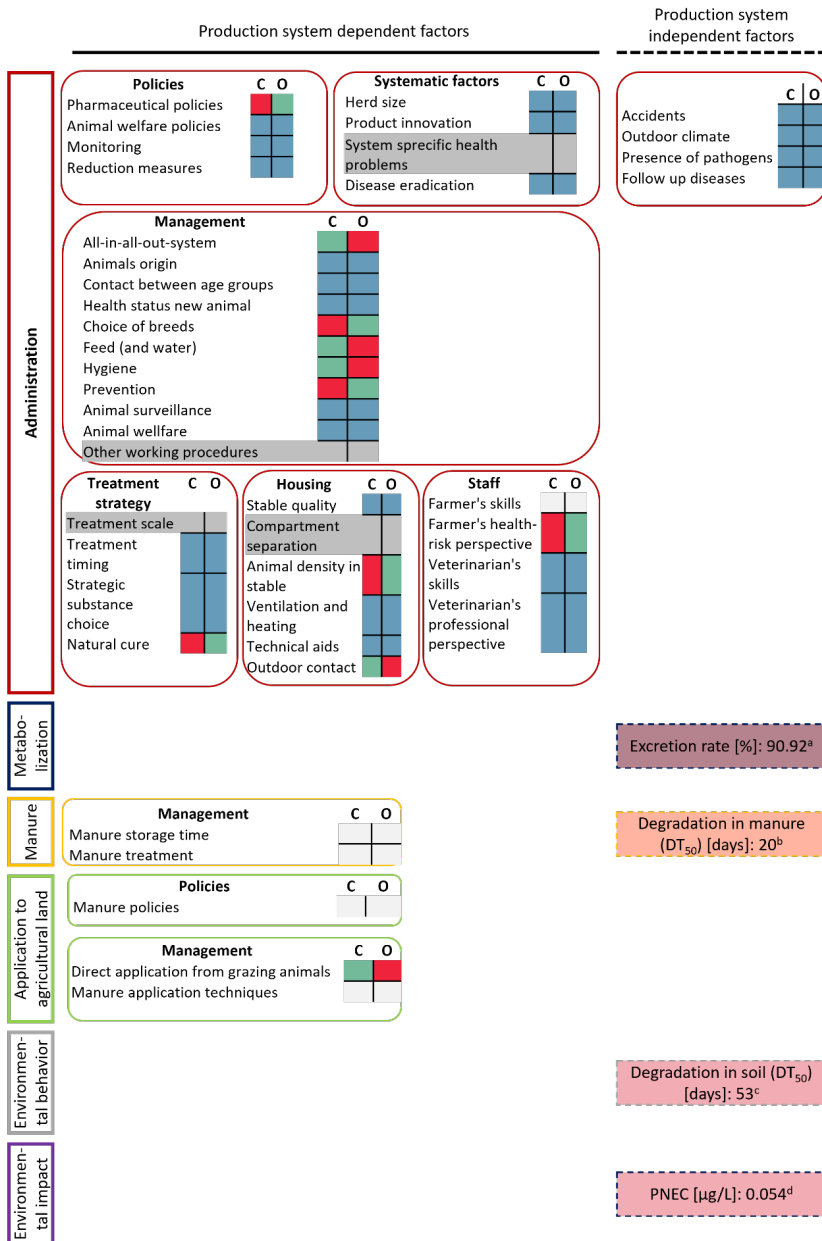 Production system dependent factors
Production system
independent factors
Administration
Policies
C O
Pharmaceutical policies
Animal welfare policies
Monitoring
Reduction measures
Systematic factors
C O
Herd size
Product innovation
System sprecific health
problems
Disease eradication
C O
Accidents
Outdoor climate
Presence of pathogens
Follow up diseases
Management
C O
All-in-all-out-system
Animals origin
Contact between age groups
Health status new animal
Choice of breeds
Feed (and water)
Hygiene
Prevention
Animal surveillance
Animal wellfare
Other working procedures
Treatment
strategy
C O
Treatment scale
Treatment
timing
Strategic
substance
choice
Natural cure
Housing
C O
Stable quality
Compartment
separation
Animal density in
stable
Ventilation and
heating
Technical aids
Outdoor contact
Staff
C O
Farmer's skills
Farmer's health-
risk perspective
Veterinarian's
skills
Veterinarian's
professional
perspective
Metabo-
lization
Excretion rate [%]: 90.92ᵃ
Manure
Management
C O
Manure storage time
Manure treatment
Degradation in manure
(DT₅₀) [days]: 20ᵇ
Application to
agricultural land
Policies
C O
Manure policies
Management
C O
Direct application from grazing animals
Manure application techniques
Environmen-
tal behavior
Degradation in soil (DT₅₀)
[days]: 53ᶜ
Environmen-
tal impact
PNEC [µg/L]: 0.054ᵈ